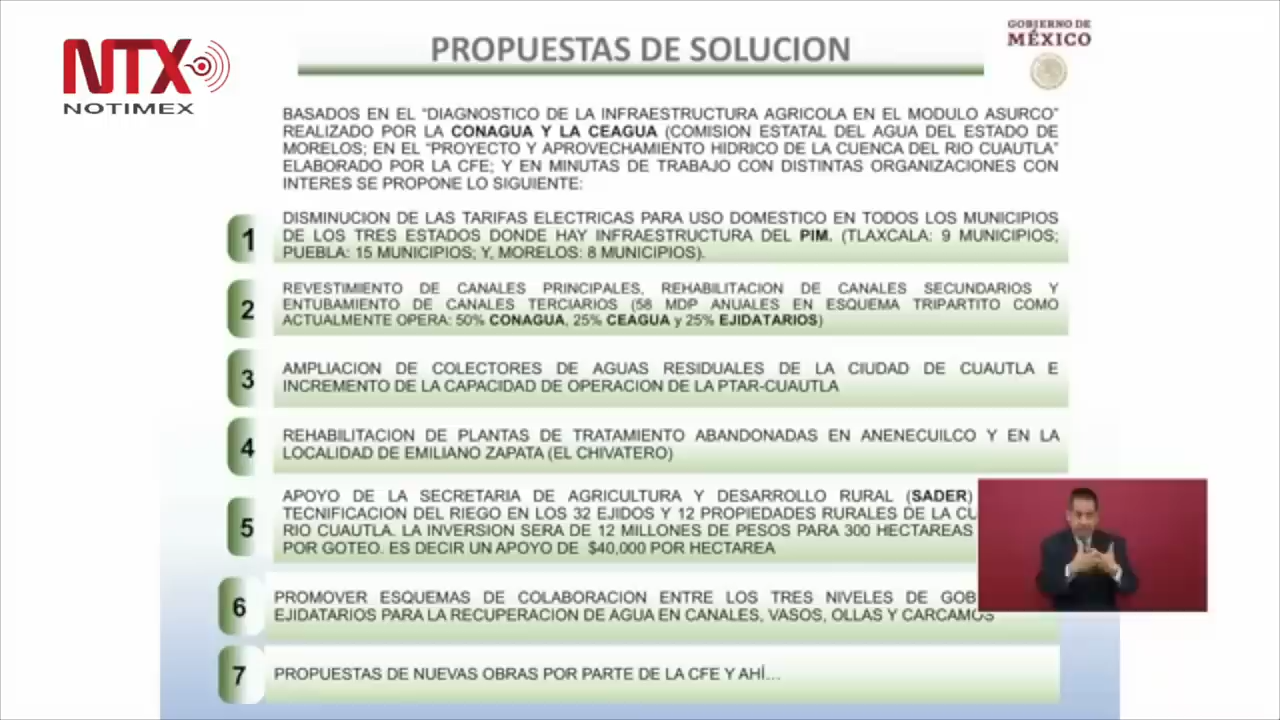 NTX
NOTIMEX
PROPUESTAS DE SOLUCION
GOBIERNO DE
MÉXICO
BASADOS EN EL “DIAGNOSTICO DE LA INFRAESTRUCTURA AGRICOLA EN EL MODULO ASURCO”
REALIZADO POR LA CONAGUA Y LA CEAGUA (COMISION ESTATAL DEL AGUA DEL ESTADO DE
MORELOS; EN EL “PROYECTO Y APROVECHAMIENTO HIDRICO DE LA CUENCA DEL RIO CUAUTLA”
ELABORADO POR LA CFE; Y EN MINUTAS DE TRABAJO CON DISTINTAS ORGANIZACIONES CON
INTERES SE PROPONE LO SIGUIENTE:
1
DISMINUCION DE LAS TARIFAS ELECTRICAS PARA USO DOMESTICO EN TODOS LOS MUNICIPIOS
DE LOS TRES ESTADOS DONDE HAY INFRAESTRUCTURA DEL PIM. (TLAXCALA: 9 MUNICIPIOS;
PUEBLA: 15 MUNICIPIOS; Y, MORELOS: 8 MUNICIPIOS).
2
REVESTIMIENTO DE CANALES PRINCIPALES, REHABILITACION DE CANALES SECUNDARIOS Y
ENTUBAMIENTO DE CANALES TERCIARIOS (58 MDP ANUALES EN ESQUEMA TRIPARTITO COMO
ACTUALMENTE OPERA: 50% CONAGUA, 25% CEAGUA y 25% EJIDATARIOS)
3
AMPLIACION DE COLECTORES DE AGUAS RESIDUALES DE LA CIUDAD DE CUAUTLA E
INCREMENTO DE LA CAPACIDAD DE OPERACION DE LA PTAR-CUAUTLA
4
REHABILITACION DE PLANTAS DE TRATAMIENTO ABANDONADAS EN ANENECUILCO Y EN LA
LOCALIDAD DE EMILIANO ZAPATA (EL CHIVATERO)
5
APOYO DE LA SECRETARIA DE AGRICULTURA Y DESARROLLO RURAL (SADER)
TECNIFICACION DEL RIEGO EN LOS 32 EJIDOS Y 12 PROPIEDADES RURALES DE LA CU
RIO CUAUTLA. LA INVERSION SERA DE 12 MILLONES DE PESOS PARA 300 HECTAREAS
POR GOTEO. ES DECIR UN APOYO DE $40,000 POR HECTAREA
6
PROMOVER ESQUEMAS DE COLABORACION ENTRE LOS TRES NIVELES DE GOB
EJIDATARIOS PARA LA RECUPERACION DE AGUA EN CANALES, VASOS, OLLAS Y CARCAMOS
7
PROPUESTAS DE NUEVAS OBRAS POR PARTE DE LA CFE Y AHÍ...